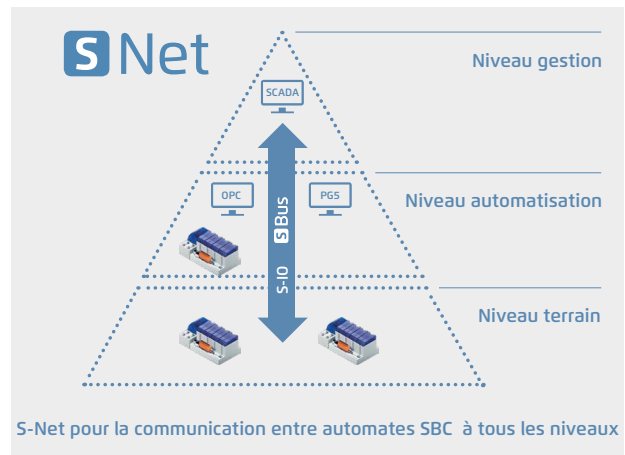 S Net
Niveau gestion
SCADA
Niveau automatisation
OPC
PG5
S-IO S Bus
Niveau terrain
S-Net pour la communication entre automates SBC à tous les niveaux